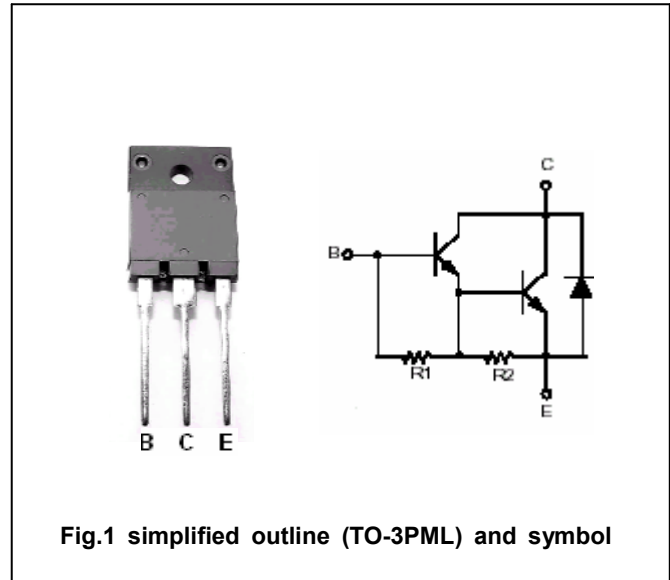 C
B
R1
R2
E
B C E
Fig.1 simplified outline (TO-3PML) and symbol